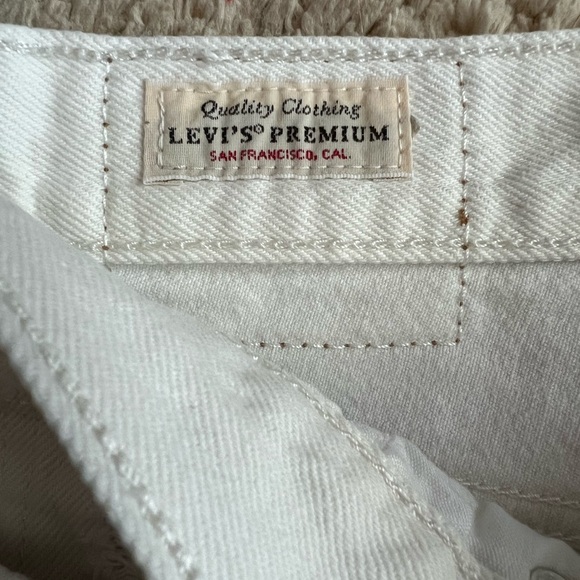 Quality Clothing
LEVI'S® PREMIUM
SAN FRANCISCO, CAL.